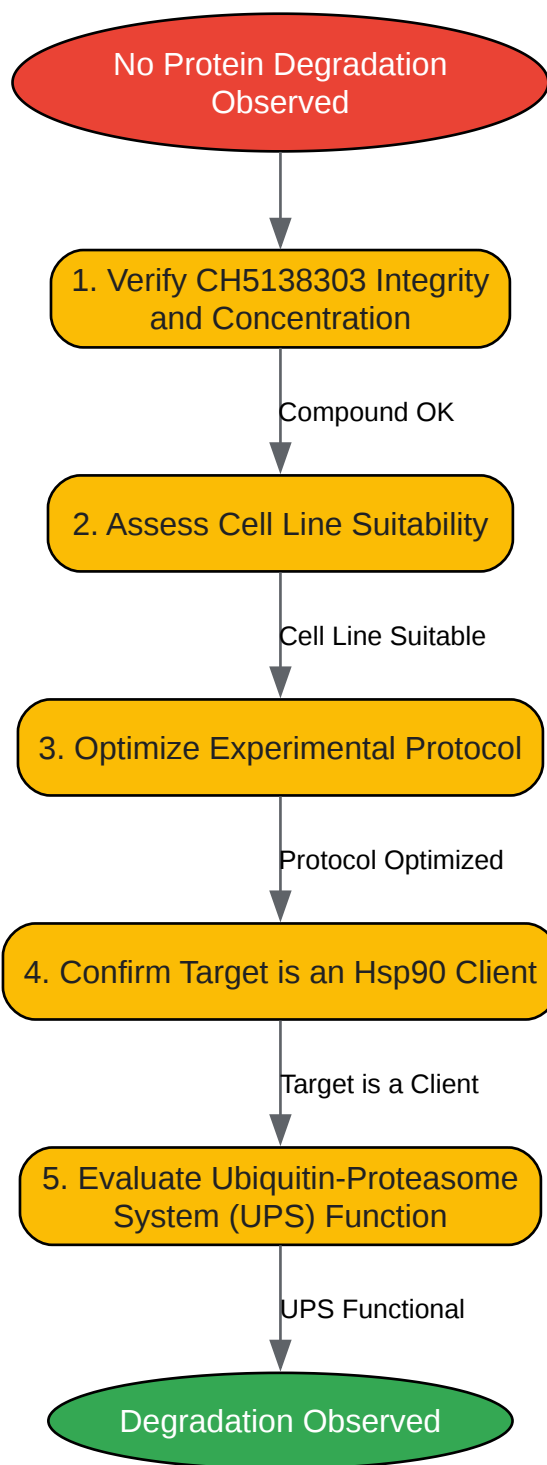 No Protein Degradation
Observed
1. Verify CH5138303 Integrity
and Concentration
Compound OK
2. Assess Cell Line Suitability
Cell Line Suitable
3. Optimize Experimental Protocol
Protocol Optimized
4. Confirm Target is an Hsp90 Client
Target is a Client
5. Evaluate Ubiquitin-Proteasome
System (UPS) Function
UPS Functional
Degradation Observed